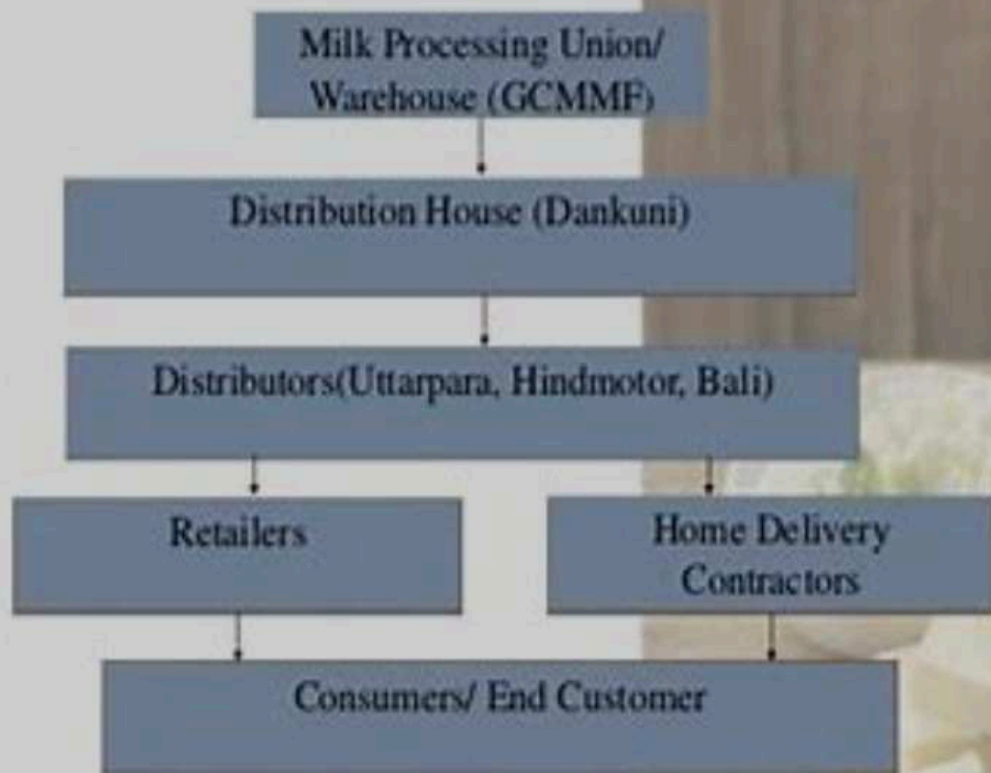 Milk Processing Union/
Warehouse (GCMMF)
Distribution House (Dankuni)
Distributors(Uttarpara, Hindmotor, Bali)
Retailers
Home Delivery
Contractors
Consumers/ End Customer